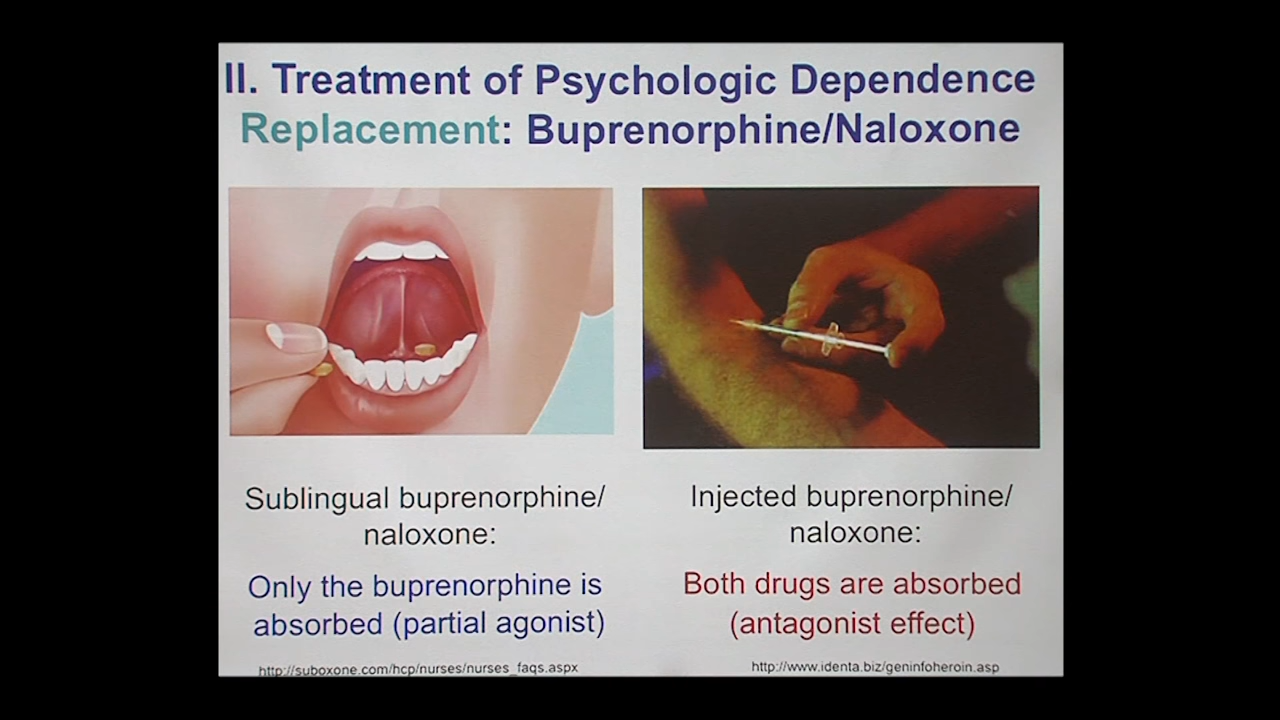 II. Treatment of Psychologic Dependence
Replacement: Buprenorphine/Naloxone
Sublingual buprenorphine/
naloxone:
Only the buprenorphine is
absorbed (partial agonist)
http://suboxone.com/hcp/nurses/nurses_faqs.aspx
Injected buprenorphine/
naloxone:
Both drugs are absorbed
(antagonist effect)
http://www.identa.biz/geninfoheroin.asp